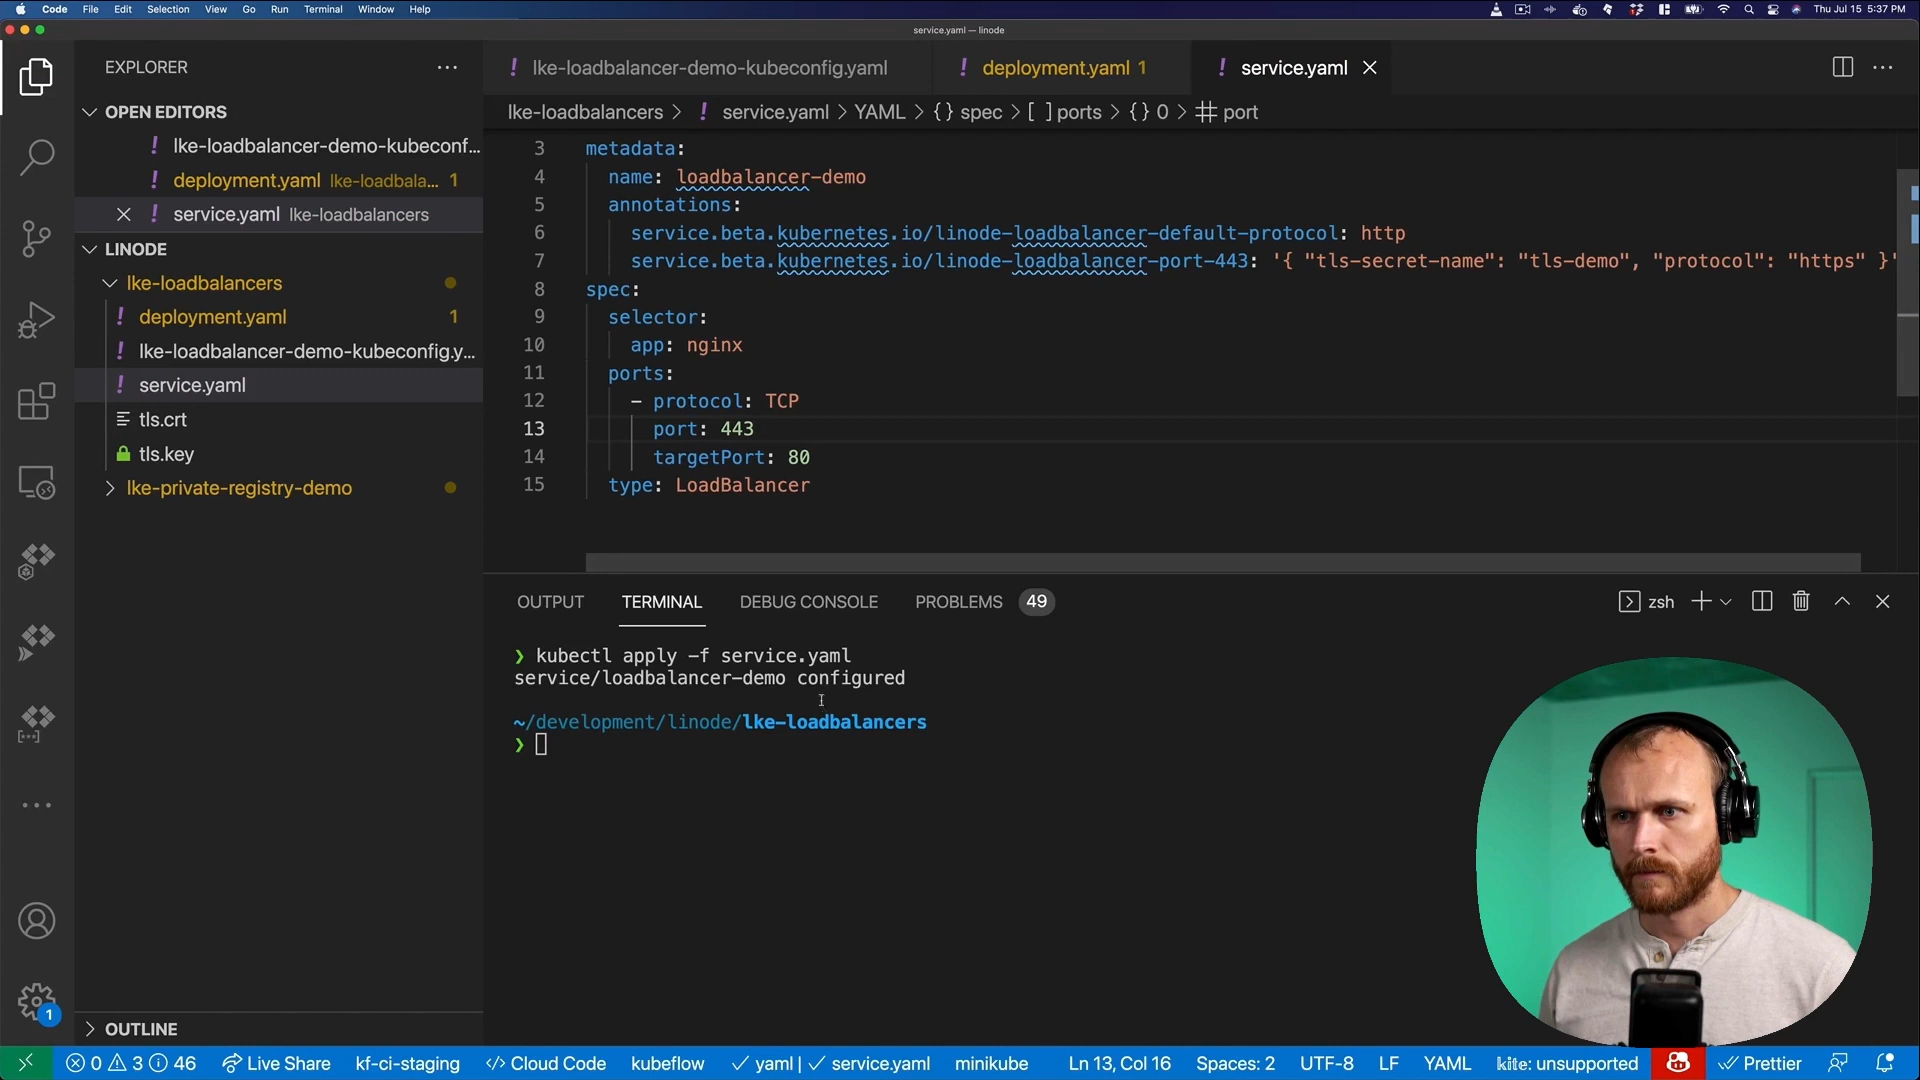 Code File Edit Selection View Go Run Terminal Window Help Thu Jul 15 5:37 PM
service.yaml — linode
EXPLORER
OPEN EDITORS
! lke-loadbalancer-demo-kubeconf...
! deployment.yaml lke-loadbala... 1
! service.yaml lke-loadbalancers
LINODE
lke-loadbalancers
! deployment.yaml 1
! lke-loadbalancer-demo-kubeconfig.y...
! service.yaml
tls.crt
tls.key
lke-private-registry-demo
OUTLINE
! lke-loadbalancer-demo-kubeconfig.yaml ! deployment.yaml 1 ! service.yaml
lke-loadbalancers > ! service.yaml > YAML > {} spec > [ ] ports > {} 0 > # port
3 metadata:
4 name: loadbalancer-demo
5 annotations:
6 service.beta.kubernetes.io/linode-loadbalancer-default-protocol: http
7 service.beta.kubernetes.io/linode-loadbalancer-port-443: '{ "tls-secret-name": "tls-demo", "protocol": "https" }'
8 spec:
9 selector:
10 app: nginx
11 ports:
12 - protocol: TCP
13 port: 443
14 targetPort: 80
15 type: LoadBalancer
OUTPUT TERMINAL DEBUG CONSOLE PROBLEMS 49 zsh
❯ kubectl apply -f service.yaml
service/loadbalancer-demo configured
~/development/linode/lke-loadbalancers
❯
1
0 3 46 Live Share kf-ci-staging </> Cloud Code kubeflow ✓ yaml | ✓ service.yaml minikube Ln 13, Col 16 Spaces: 2 UTF-8 LF YAML kite: unsupported Prettier